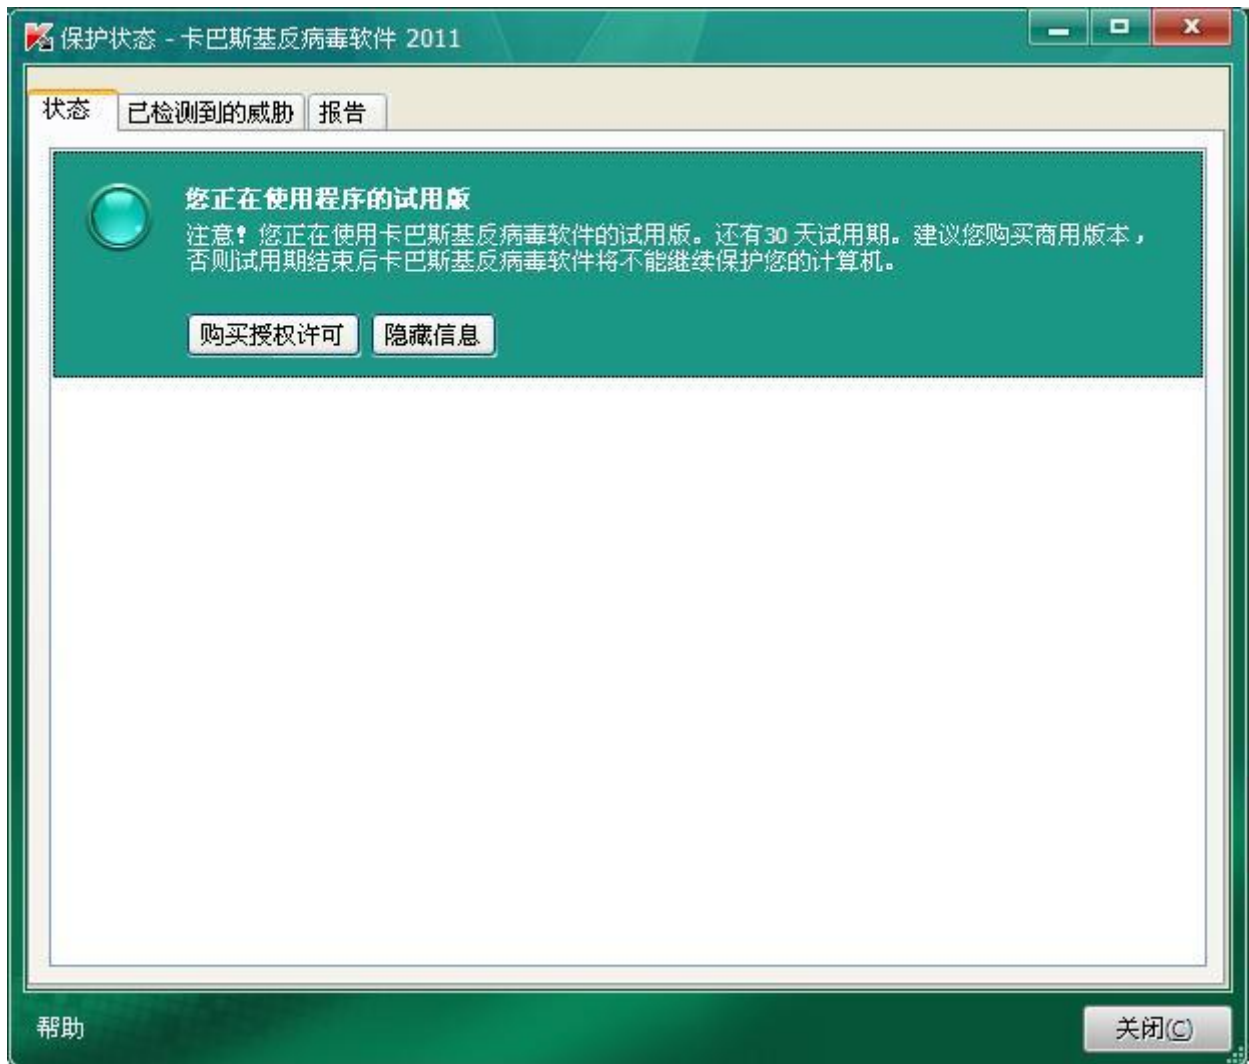 保护状态 - 卡巴斯基反病毒软件 2011
状态 已检测到的威胁 报告
您正在使用程序的试用版
注意！您正在使用卡巴斯基反病毒软件的试用版。还有30 天试用期。建议您购买商用版本，
否则试用期结束后卡巴斯基反病毒软件将不能继续保护您的计算机。
购买授权许可 隐藏信息
帮助 关闭(C)